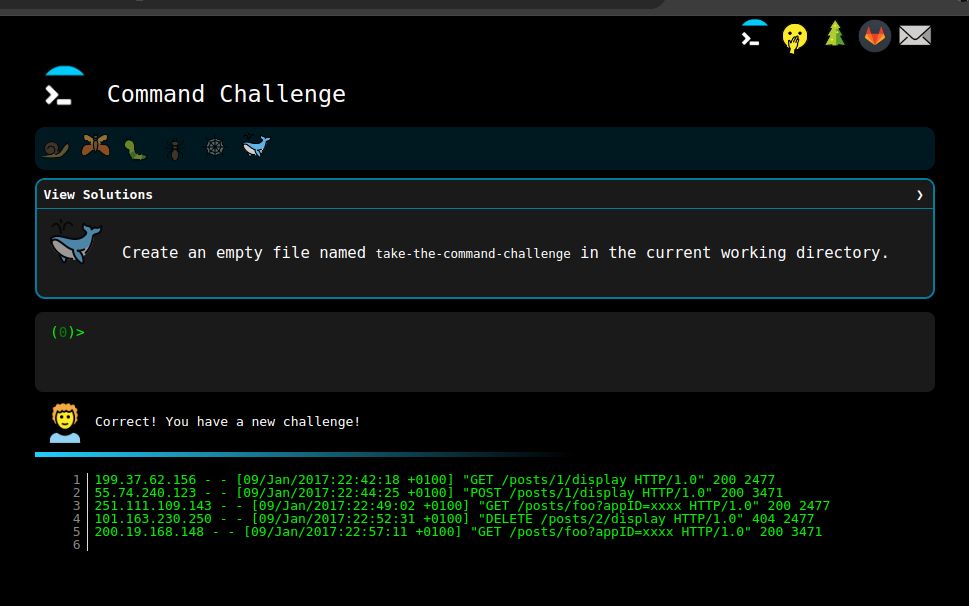 Command Challenge
View Solutions ❯
Create an empty file named take-the-command-challenge in the current working directory.
(0)>
Correct! You have a new challenge!
1 199.37.62.156 - - [09/Jan/2017:22:42:18 +0100] "GET /posts/1/display HTTP/1.0" 200 2477
2 55.74.240.123 - - [09/Jan/2017:22:44:25 +0100] "POST /posts/1/display HTTP/1.0" 200 3471
3 251.111.109.143 - - [09/Jan/2017:22:49:02 +0100] "GET /posts/foo?appID=xxxx HTTP/1.0" 200 2477
4 101.163.230.250 - - [09/Jan/2017:22:52:31 +0100] "DELETE /posts/2/display HTTP/1.0" 404 2477
5 200.19.168.148 - - [09/Jan/2017:22:57:11 +0100] "GET /posts/foo?appID=xxxx HTTP/1.0" 200 3471
6